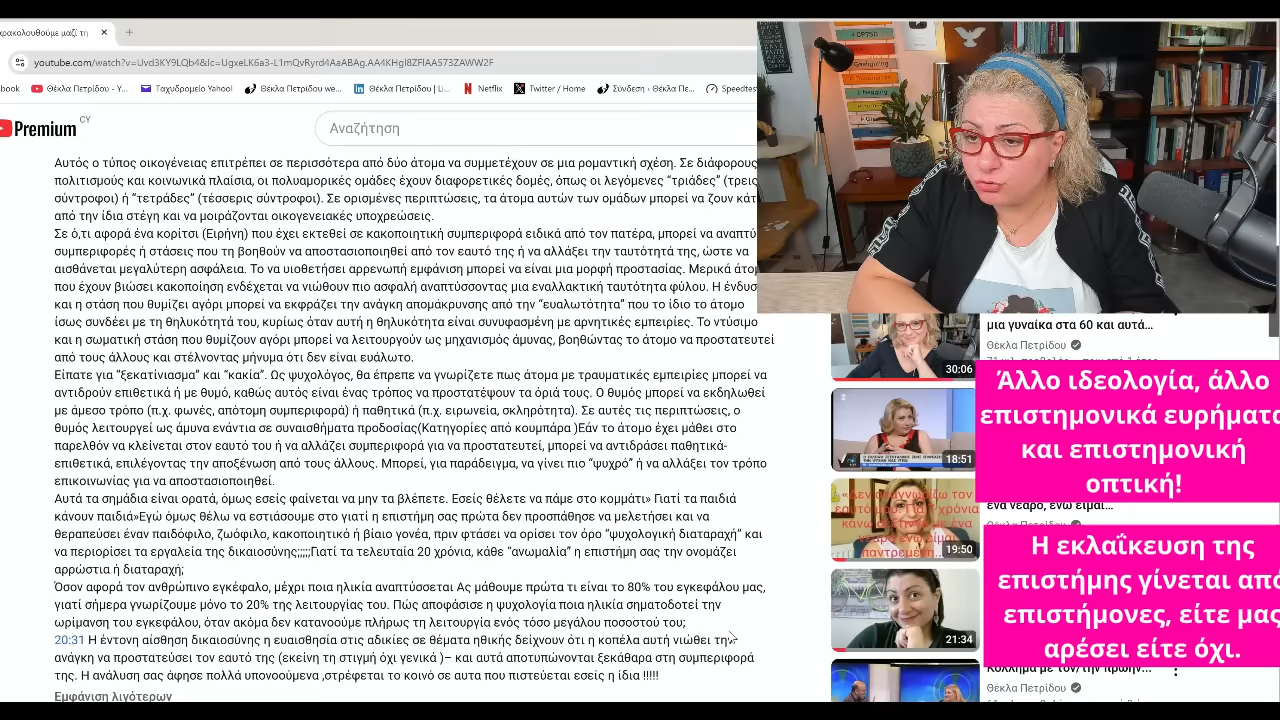 ρακολουθούμε μαζί τη
youtube.com/watch?v=Uvd9bY9L8LM&lc=UgxeLK6a3-L1mQvRyrd4AaABAg.AA4KHgl8ZFlAA573ZAWW2F
book
Θέκλα Πετρίδου - Y...
Ταχυδρομείο Yahoo!
Θέκλα Πετρίδου we...
Θέκλα Πετρίδου | Li...
Netflix
Twitter / Home
Σύνδεση ‹ Θέκλα Πε...
Speedtes
Premium CY
Αναζήτηση
Αυτός ο τύπος οικογένειας επιτρέπει σε περισσότερα από δύο άτομα να συμμετέχουν σε μια ρομαντική σχέση. Σε διάφορους
πολιτισμούς και κοινωνικά πλαίσια, οι πολυαμορικές ομάδες έχουν διαφορετικές δομές, όπως οι λεγόμενες “τριάδες” (τρεις
σύντροφοι) ή “τετράδες” (τέσσερις σύντροφοι). Σε ορισμένες περιπτώσεις, τα άτομα αυτών των ομάδων μπορεί να ζουν κάτ
από την ίδια στέγη και να μοιράζονται οικογενειακές υποχρεώσεις.
Σε ό,τι αφορά ένα κορίτσι (Ειρήνη) που έχει εκτεθεί σε κακοποιητική συμπεριφορά ειδικά από τον πατέρα, μπορεί να αναπτύ
συμπεριφορές ή στάσεις που τη βοηθούν να αποστασιοποιηθεί από τον εαυτό της ή να αλλάξει την ταυτότητά της, ώστε να
αισθάνεται μεγαλύτερη ασφάλεια. Το να υιοθετήσει αρρενωπή εμφάνιση μπορεί να είναι μια μορφή προστασίας. Μερικά άτομ
που έχουν βιώσει κακοποίηση ενδέχεται να νιώθουν πιο ασφαλή αναπτύσσοντας μια εναλλακτική ταυτότητα φύλου. Η ένδυσ
και η στάση που θυμίζει αγόρι μπορεί να εκφράζει την ανάγκη απομάκρυνσης από την “ευαλωτότητα” που το ίδιο το άτομο
ίσως συνδέει με τη θηλυκότητά του, κυρίως όταν αυτή η θηλυκότητα είναι συνυφασμένη με αρνητικές εμπειρίες. Το ντύσιμο
και η σωματική στάση που θυμίζουν αγόρι μπορεί να λειτουργούν ως μηχανισμός άμυνας, βοηθώντας το άτομο να προστατευτεί
από τους άλλους και στέλνοντας μήνυμα ότι δεν είναι ευάλωτο.
Είπατε για “ξεκατίνιασμα” και “κακία”. Ως ψυχολόγος, θα έπρεπε να γνωρίζετε πως άτομα με τραυματικές εμπειρίες μπορεί να
αντιδρούν επιθετικά ή με θυμό, καθώς αυτός είναι ένας τρόπος να προστατέψουν τα όριά τους. Ο θυμός μπορεί να εκδηλωθεί
με άμεσο τρόπο (π.χ. φωνές, απότομη συμπεριφορά) ή παθητικά (π.χ. ειρωνεία, σκληρότητα). Σε αυτές τις περιπτώσεις, ο
θυμός λειτουργεί ως άμυνα ενάντια σε συναισθήματα προδοσίας(Κατηγορίες από κουμπάρα )Εάν το άτομο έχει μάθει στο
παρελθόν να κλείνεται στον εαυτό του ή να αλλάζει συμπεριφορά για να προστατευτεί, μπορεί να αντιδράσει παθητικά-
επιθετικά, επιλέγοντας σιωπή και απόσταση από τους άλλους. Μπορεί, για παράδειγμα, να γίνει πιο “ψυχρό” ή να αλλάξει τον τρόπο
επικοινωνίας για να αποστασιοποιηθεί.
Αυτά τα σημάδια είναι ορατά, όμως εσείς φαίνεται να μην τα βλέπετε. Εσείς θέλετε να πάμε στο κομμάτι» Γιατί τα παιδιά
κάνουν παιδιά»Εγώ όμως θέλω να εστιάσουμε στο γιατί η επιστήμη σας πρώτα δεν προσπάθησε να μελετήσει και να
θεραπεύσει έναν παιδόφιλο, ζωόφιλο, κακοποιητικό ή βίαιο γονέα, πριν φτάσει να ορίσει τον όρο “ψυχολογική διαταραχή” και
να περιορίσει τα εργαλεία της δικαιοσύνης;;;;;Γιατί τα τελευταία 20 χρόνια, κάθε “ανωμαλία” η επιστήμη σας την ονομάζει
αρρώστια ή διαταραχή;
Όσον αφορά τον ανθρώπινο εγκέφαλο, μέχρι ποια ηλικία αναπτύσσεται; Ας μάθουμε πρώτα τι είναι το 80% του εγκεφάλου μας,
γιατί σήμερα γνωρίζουμε μόνο το 20% της λειτουργίας του. Πώς αποφάσισε η ψυχολογία ποια ηλικία σηματοδοτεί την
ωρίμανση του εγκεφάλου, όταν ακόμα δεν κατανοούμε πλήρως τη λειτουργία ενός τόσο μεγάλου ποσοστού του;
20:31 Η έντονη αίσθηση δικαιοσύνης η ευαισθησία στις αδικίες σε θέματα ηθικής δείχνουν ότι η κοπέλα αυτή νιώθει την
ανάγκη να προστατεύσει τον εαυτό της (εκείνη τη στιγμή όχι γενικά )– και αυτά αποτυπώνονται ξεκάθαρα στη συμπεριφορά
της. Η ανάλυσή σας άφησε πολλά υπονοούμενα ,στρέφεται το κοινό σε αυτα που πιστεύεται εσείς η ίδια !!!!!
Εμφάνιση λιγότερων
μια γυναίκα στα 60 και αυτά...
Θέκλα Πετρίδου
30:06
Άλλο ιδεολογία, άλλο
επιστημονικά ευρήματα
και επιστημονική
οπτική!
18:51
ένα νεαρό, ενώ είμαι...
19:50
Η εκλαΐκευση της
επιστήμης γίνεται από
επιστήμονες, είτε μας
αρέσει είτε όχι.
21:34
κόλλημα με τον/την πρώην...
Θέκλα Πετρίδου